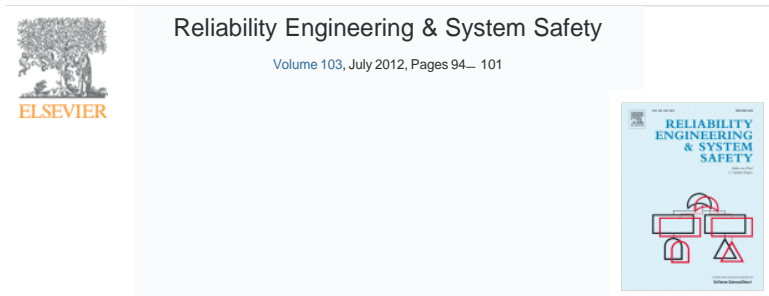 Reliability Engineering & System Safety
Volume 103, July 2012, Pages 94– 101
ELSEVIER
RELIABILITY
ENGINEERING
& SYSTEM
SAFETY